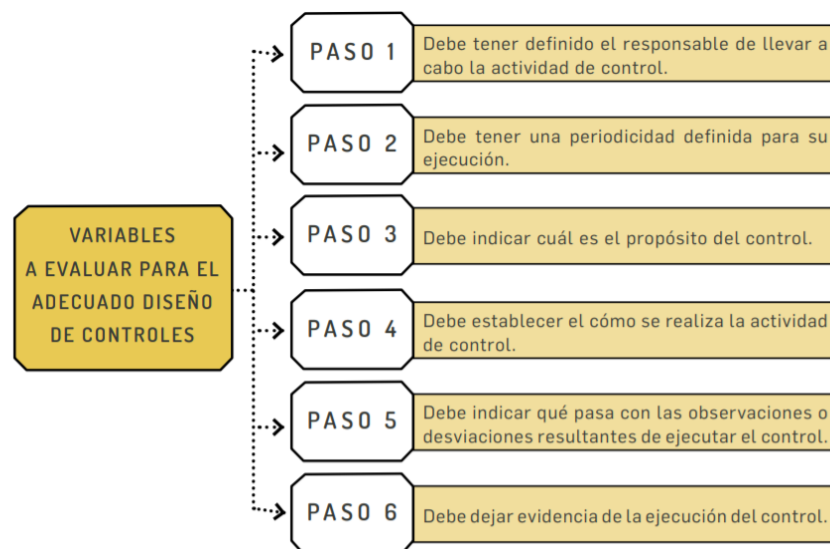 VARIABLES
A EVALUAR PARA EL
ADECUADO DISEÑO
DE CONTROLES
PASO 1
Debe tener definido el responsable de llevar a
cabo la actividad de control.
PASO 2
Debe tener una periodicidad definida para su
ejecución.
PASO 3
Debe indicar cuál es el propósito del control.
PASO 4
Debe establecer el cómo se realiza la actividad
de control.
PASO 5
Debe indicar qué pasa con las observaciones o
desviaciones resultantes de ejecutar el control.
PASO 6
Debe dejar evidencia de la ejecución del control.